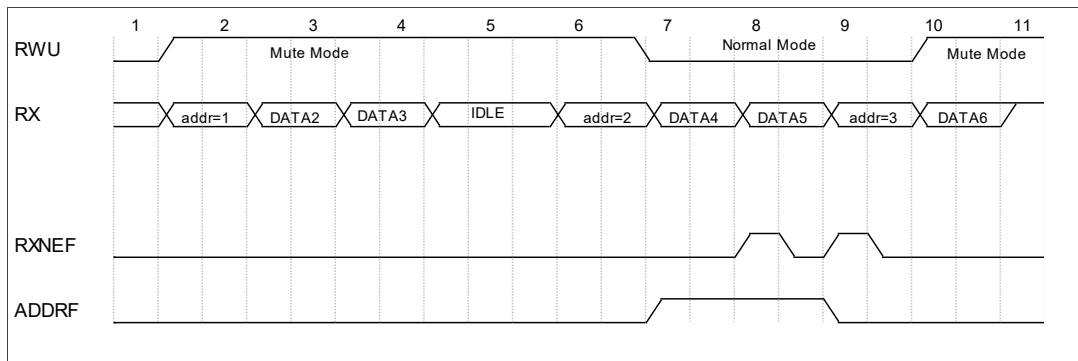 1 2 3 4 5 6 7 8 9 10 11
RWU Mute Mode Normal Mode Mute Mode
RX addr=1 DATA2 DATA3 IDLE addr=2 DATA4 DATA5 addr=3 DATA6
RXNEF
ADDRF